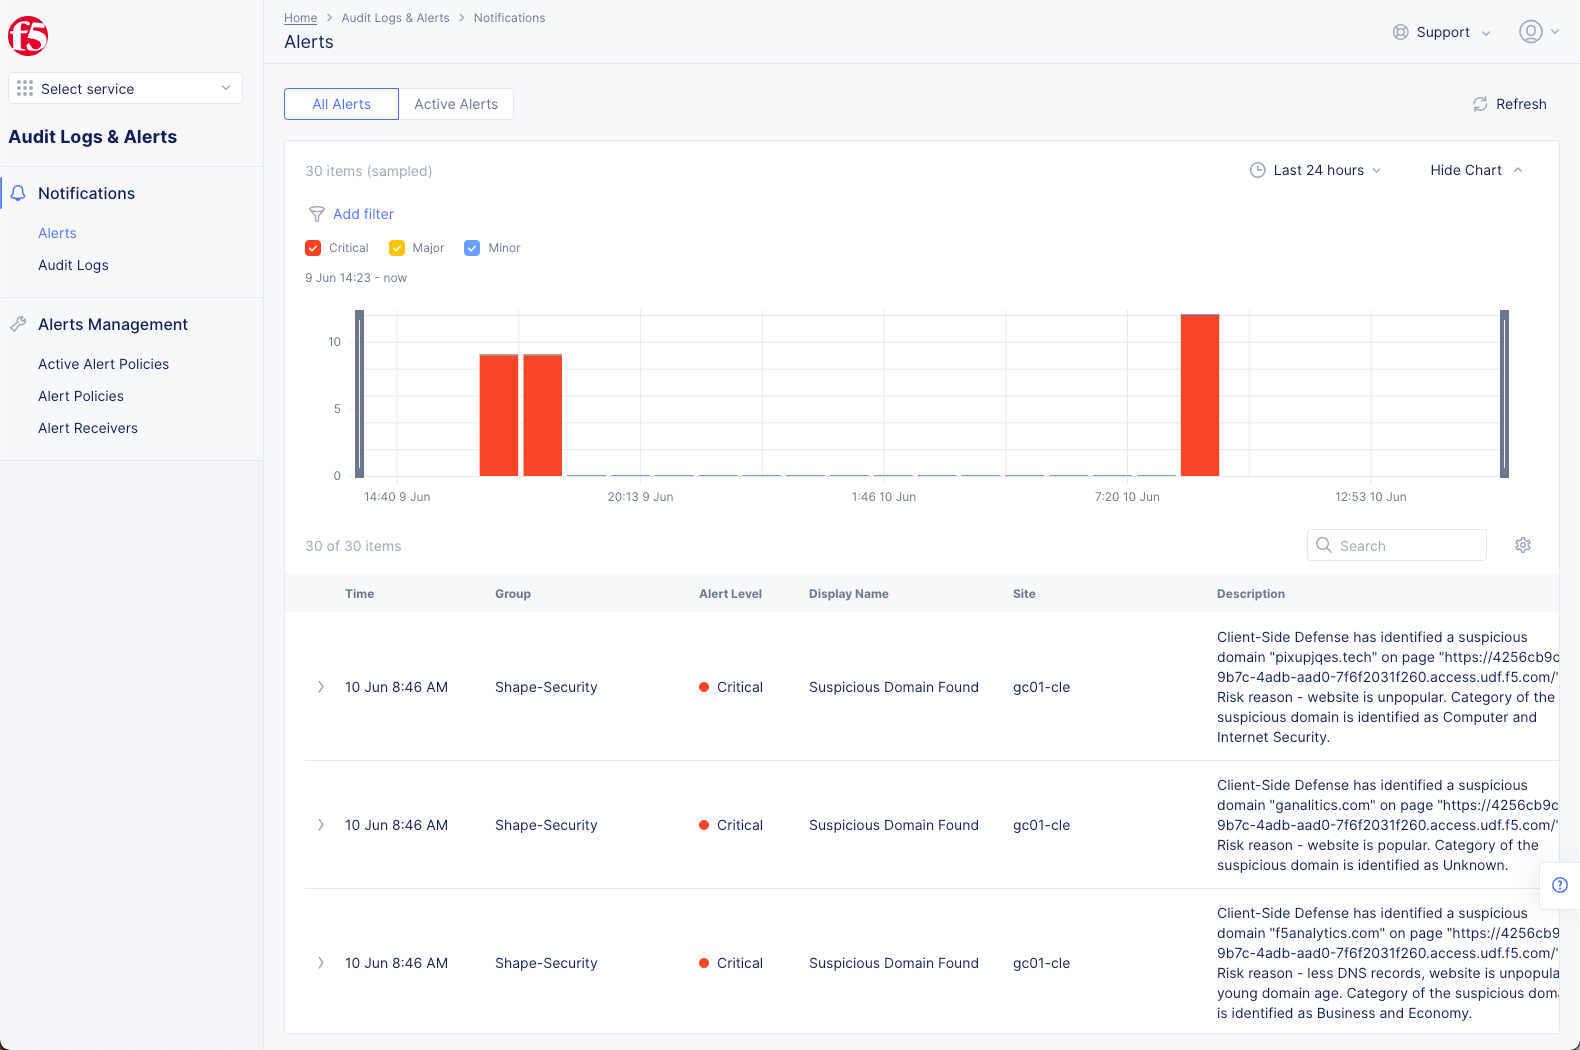 f5
Home > Audit Logs & Alerts > Notifications
Alerts
Support
Select service
Audit Logs & Alerts
Notifications
Alerts
Audit Logs
Alerts Management
Active Alert Policies
Alert Policies
Alert Receivers
All Alerts
Active Alerts
Refresh
30 items (sampled)
Last 24 hours
Hide Chart
Add filter
Critical
Major
Minor
9 Jun 14:23 - now
10
5
0
14:40 9 Jun
20:13 9 Jun
1:46 10 Jun
7:20 10 Jun
12:53 10 Jun
30 of 30 items
Search
Time
Group
Alert Level
Display Name
Site
Description
10 Jun 8:46 AM
Shape-Security
Critical
Suspicious Domain Found
gc01-cle
Client-Side Defense has identified a suspicious
domain "pixupjqes.tech" on page "https://4256cb9c
9b7c-4adb-aad0-7f6f2031f260.access.udf.f5.com/"
Risk reason - website is unpopular. Category of the
suspicious domain is identified as Computer and
Internet Security.
10 Jun 8:46 AM
Shape-Security
Critical
Suspicious Domain Found
gc01-cle
Client-Side Defense has identified a suspicious
domain "ganalitics.com" on page "https://4256cb9c
9b7c-4adb-aad0-7f6f2031f260.access.udf.f5.com/"
Risk reason - website is popular. Category of the
suspicious domain is identified as Unknown.
10 Jun 8:46 AM
Shape-Security
Critical
Suspicious Domain Found
gc01-cle
Client-Side Defense has identified a suspicious
domain "f5analytics.com" on page "https://4256cb9
9b7c-4adb-aad0-7f6f2031f260.access.udf.f5.com/"
Risk reason - less DNS records, website is unpopula
young domain age. Category of the suspicious dom
is identified as Business and Economy.